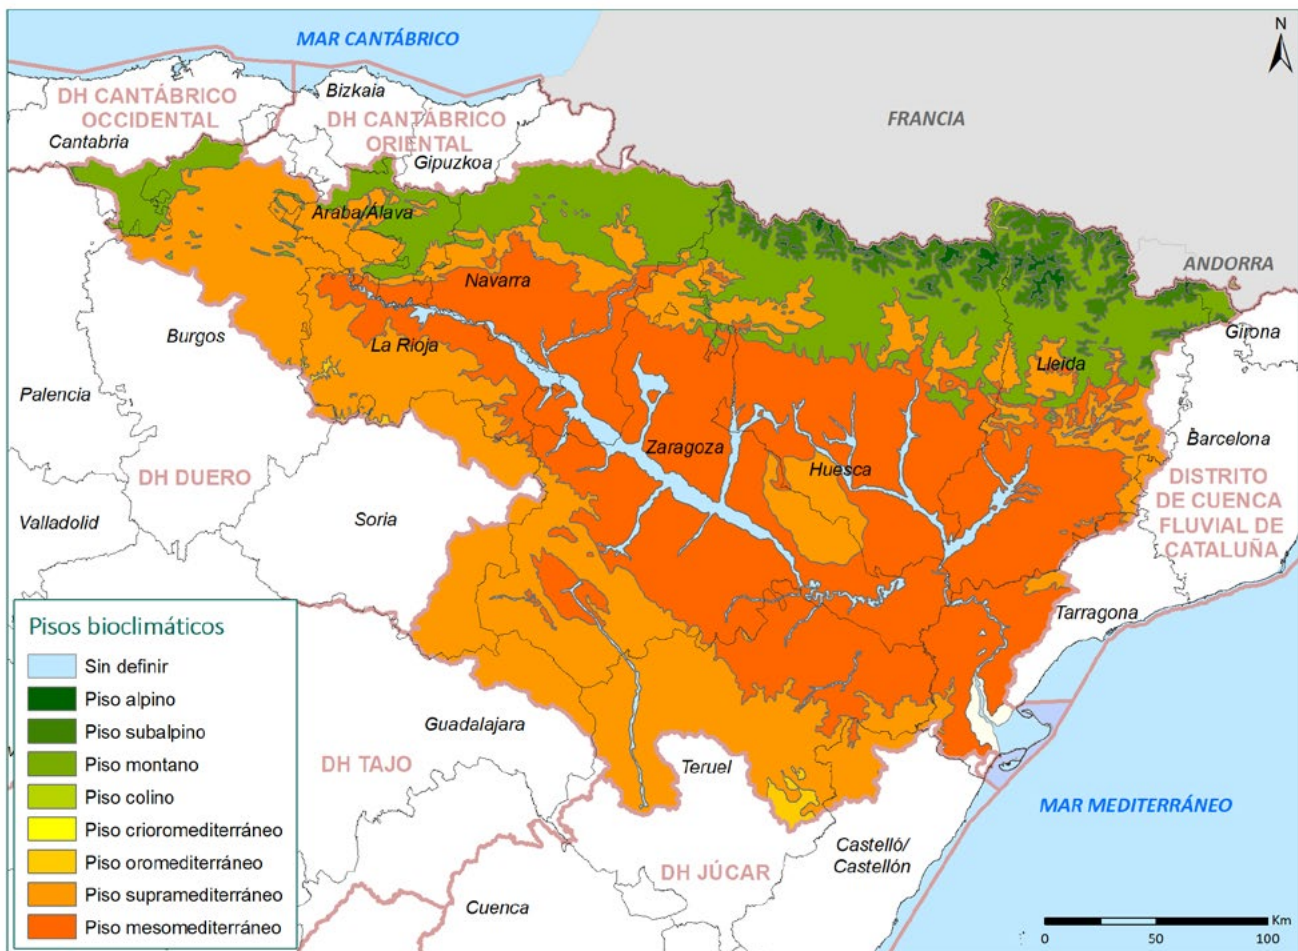 MAR CANTÁBRICO
N
Bizkaia
DH CANTÁBRICO
OCCIDENTAL
DH CANTÁBRICO
ORIENTAL
FRANCIA
Cantabria
Gipuzkoa
Araba/Álava
ANDORRA
Navarra
Girona
Burgos
La Rioja
Lleida
Palencia
Barcelona
Zaragoza
Huesca
DH DUERO
DISTRITO
DE CUENCA
FLUVIAL DE
CATALUÑA
Valladolid
Soria
Tarragona
Pisos bioclimáticos
Sin definir
Piso alpino
Piso subalpino
Piso montano
Piso colino
Piso crioromediterráneo
Piso oromediterráneo
Piso supramediterráneo
Piso mesomediterráneo
Guadalajara
DH TAJO
Teruel
MAR MEDITERRÁNEO
Castelló/
Castellón
DH JÚCAR
Cuenca
Km
0 50 100